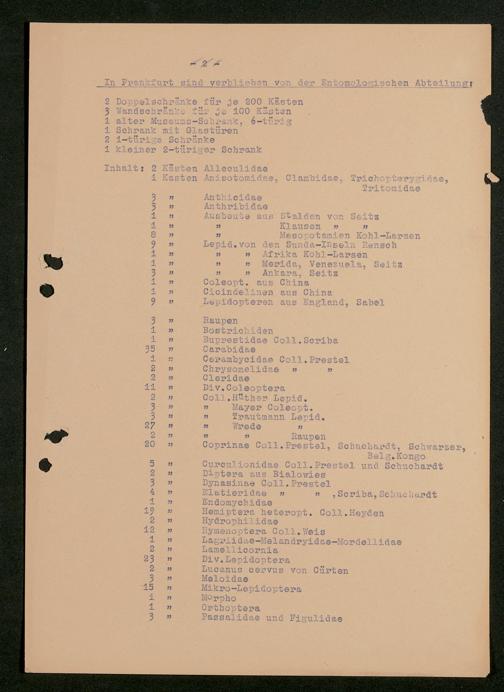 - 2 -
In Frankfurt sind verblieben von der Entomologischen Abteilung:
2 Doppelschränke für je 200 Kästen
3 Wandschränke für je 100 Kästen
1 alter Museums-Schrank, 6-türig
1 Schrank mit Glastüren
2 1-türige Schränke
1 kleiner 2-türiger Schrank
Inhalt: 2 Kästen Alleculidae
1 Kasten Anisotomidae, Clambidae, Trichopterygidae,
Tritomidae
3 " Anthicidae
3 " Anthribidae
1 " Ausbeute aus Stalden von Seitz
1 " " Klausen " "
8 " " Mesopotamien Kohl-Larsen
9 " Lepid.von den Sunda-Inseln Rensch
1 " " " Afrika Kohl-Larsen
1 " " " Merida, Venezuela, Seitz
3 " " " Ankara, Seitz
1 " Coleopt. aus China
1 " Cicindelinen aus China
9 " Lepidopteren aus England, Sabel
3 " Raupen
1 " Bostrichiden
1 " Buprestidae Coll.Scriba
35 " Carabidae
1 " Cerambycidae Coll.Prestel
2 " Chrysomelidae " "
2 " Cleridae
11 " Div.Coleoptera
2 " Coll.Hüther Lepid.
3 " " Mayer Coleopt.
3 " " Trautmann Lepid.
27 " " Wrede "
2 " " " Raupen
20 " Coprinae Coll.Prestel, Schuchardt, Schwarzer,
Belg.Kongo
5 " Curculionidae Coll.Prestel und Schuchardt
2 " Diptera aus Bialowies
3 " Dynasinae Coll.Prestel
4 " Elatieridae " " ,Scriba,Schuchardt
1 " Endomychidae
19 " Hemiptera heteropt. Coll.Heyden
2 " Hydrophilidae
12 " Hymenoptera Coll.Weis
1 " Lagriidae-Melandryidae-Mordellidae
2 " Lamellicornia
23 " Div.Lepidoptera
2 " Lucanus cervus von Cürten
3 " Meloidae
15 " Mikro-Lepidoptera
1 " Morpho
1 " Orthoptera
3 " Passalidae und Figulidae